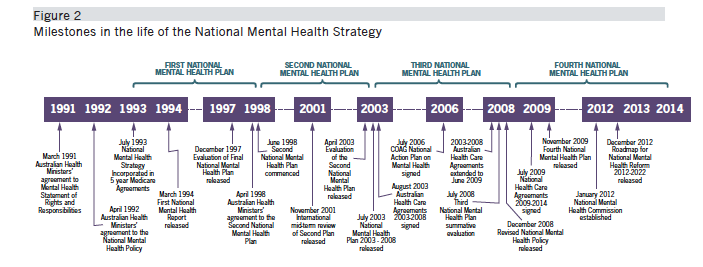 Figure 2
Milestones in the life of the National Mental Health Strategy
FIRST NATIONAL
MENTAL HEALTH PLAN
SECOND NATIONAL
MENTAL HEALTH PLAN
THIRD NATIONAL
MENTAL HEALTH PLAN
FOURTH NATIONAL
MENTAL HEALTH PLAN
1991 1992 1993 1994 1997 1998 2001 2003 2006 2008 2009 2012 2013 2014
March 1991
Australian Health
Ministers'
agreement to
Mental Health
Statement of
Rights and
Responsibilities
April 1992
Australian Health
Ministers'
agreement to the
National Mental
Health Policy
July 1993
National
Mental Health
Strategy
Incorporated in
5 year Medicare
Agreements
March 1994
First National
Mental Health
Report
released
December 1997
Evaluation of Final
National Mental
Health Plan
released
April 1998
Australian Health
Ministers'
agreement to the
Second National
Mental Health
Plan
June 1998
Second
National Mental
Health Plan
commenced
November 2001
International
mid-term review
of Second Plan
released
April 2003
Evaluation
of the
Second
National
Mental
Health Plan
released
July 2003
National
Mental Health
Plan 2003 - 2008
released
August 2003
Australian
Health Care
Agreements
2003-2008
signed
July 2006
COAG National
Action Plan on
Mental Health
signed
2003-2008
Australian
Health Care
Agreements
extended to
June 2009
July 2008
Third
National Mental
Health Plan
summative
evaluation
December 2008
Revised National Mental
Health Policy
released
July 2009
National
Health Care
Agreements
2009-2014
signed
November 2009
Fourth National
Mental Health Plan
released
January 2012
National Mental
Health Commission
established
December 2012
Roadmap for
National Mental
Health Reform
2012-2022
released